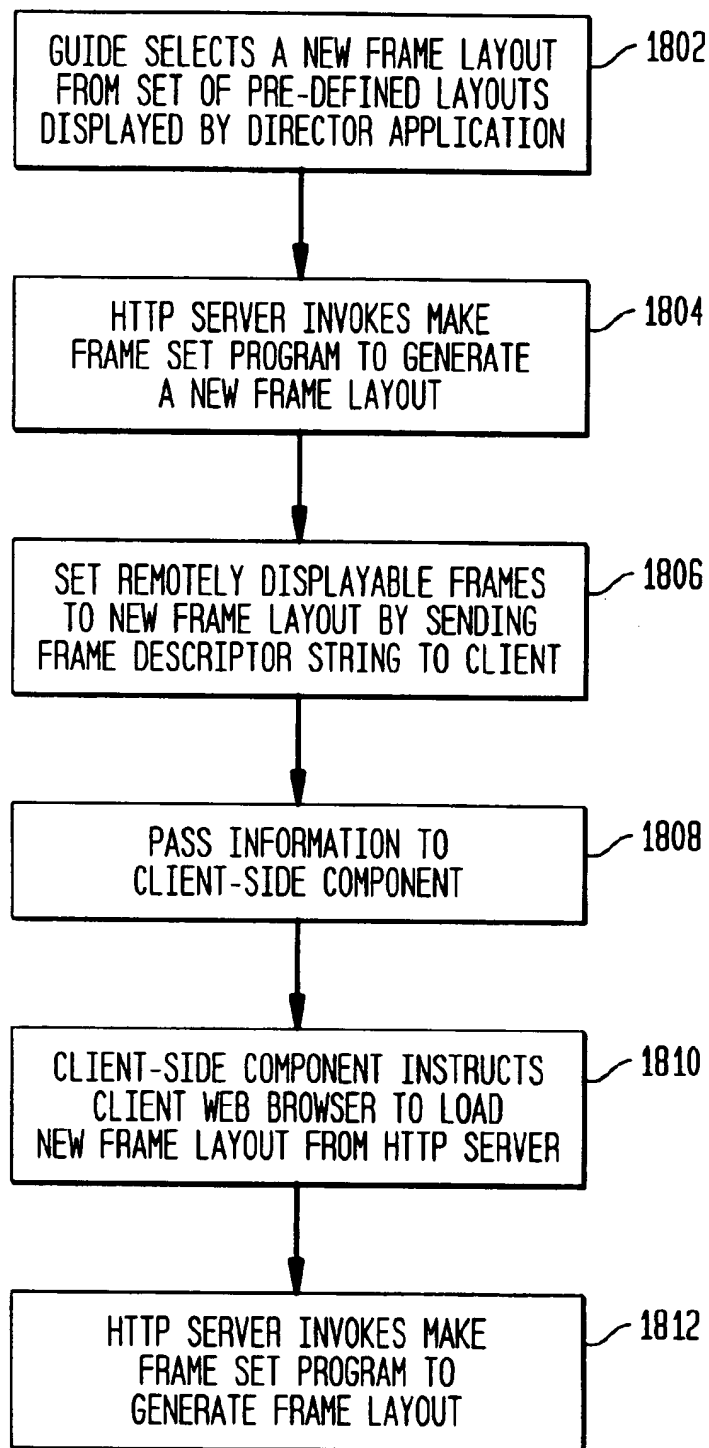 GUIDE SELECTS A NEW FRAME LAYOUT
FROM SET OF PRE-DEFINED LAYOUTS
DISPLAYED BY DIRECTOR APPLICATION
1802
HTTP SERVER INVOKES MAKE
FRAME SET PROGRAM TO GENERATE
A NEW FRAME LAYOUT
1804
SET REMOTELY DISPLAYABLE FRAMES
TO NEW FRAME LAYOUT BY SENDING
FRAME DESCRIPTOR STRING TO CLIENT
1806
PASS INFORMATION TO
CLIENT-SIDE COMPONENT
1808
CLIENT-SIDE COMPONENT INSTRUCTS
CLIENT WEB BROWSER TO LOAD
NEW FRAME LAYOUT FROM HTTP SERVER
1810
HTTP SERVER INVOKES MAKE
FRAME SET PROGRAM TO
GENERATE FRAME LAYOUT
1812